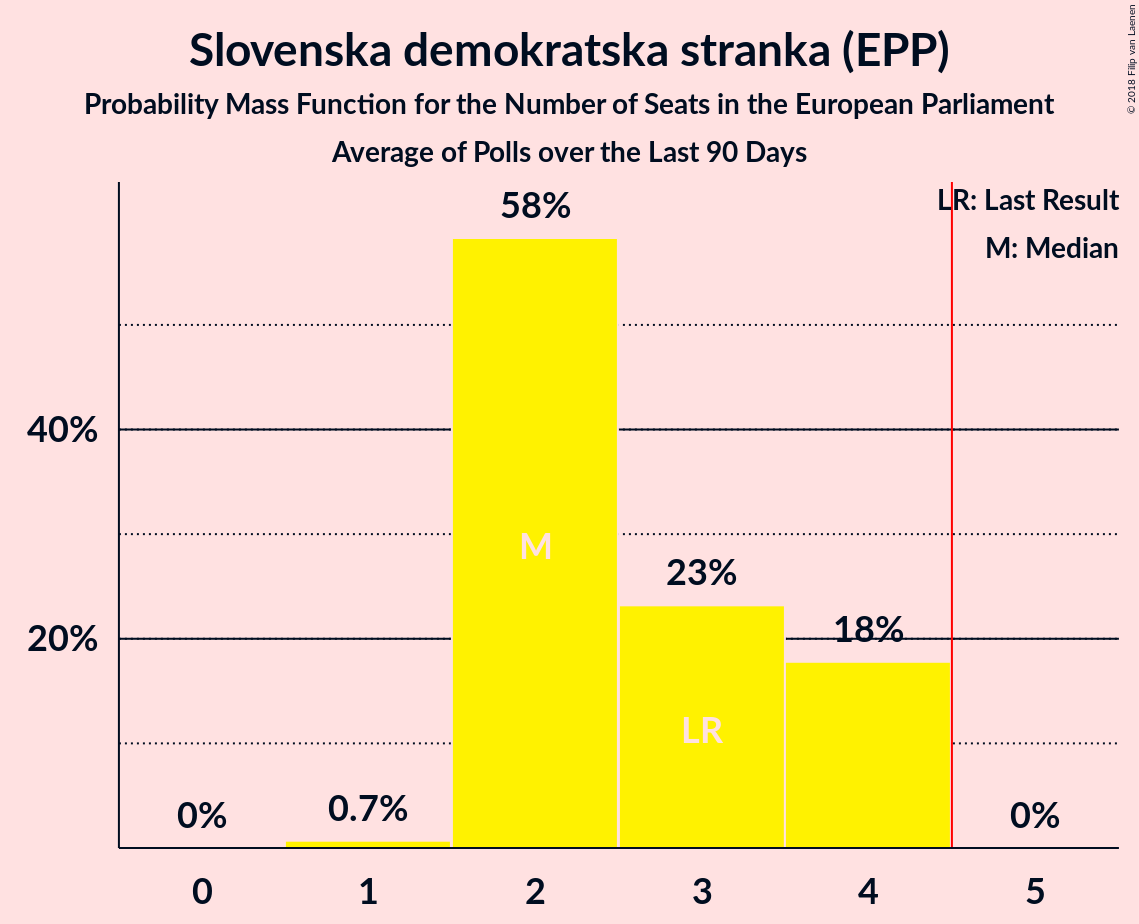 Slovenska demokratska stranka (EPP)
Probability Mass Function for the Number of Seats in the European Parliament
Average of Polls over the Last 90 Days
© 2018 Filip van Laenen
LR: Last Result
M: Median
58%
40%
M
23%
18%
20%
LR
0%
0.7%
0%
0 1 2 3 4 5